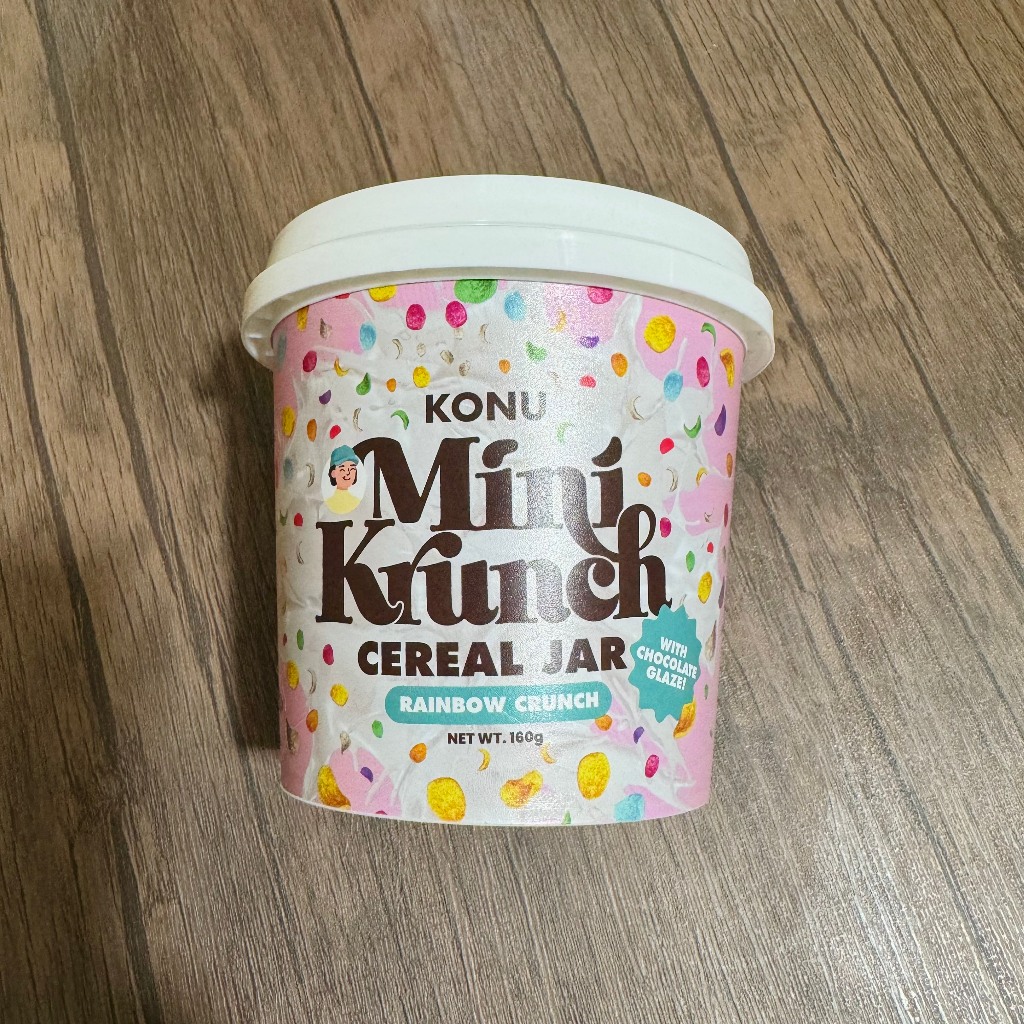 KONU
Mini
Krunch
CEREAL JAR
RAINBOW CRUNCH
NET WT. 160g
WITH
CHOCOLATE
GLAZE!